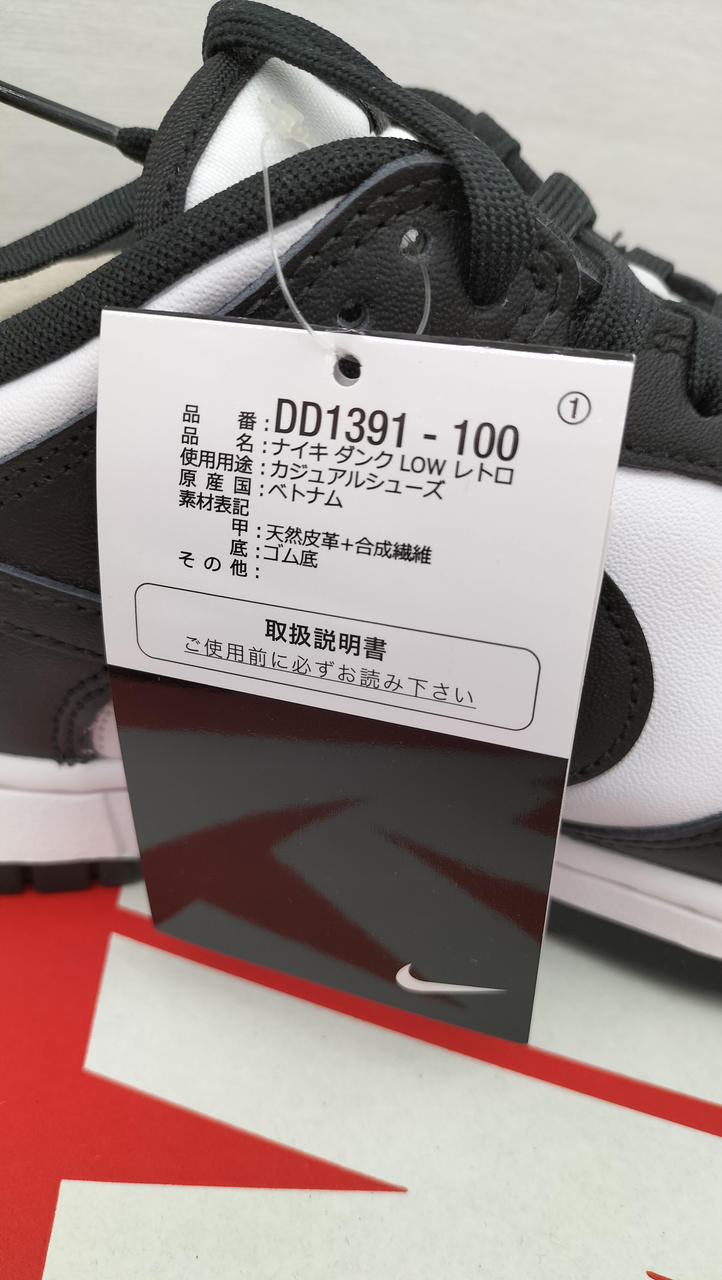 ①
品番:DD1391 - 100
品名:ナイキ ダンク LOW レトロ
使用用途:カジュアルシューズ
原産国:ベトナム
素材表記
甲:天然皮革+合成繊維
底:ゴム底
その他:
取扱説明書
ご使用前に必ずお読み下さい